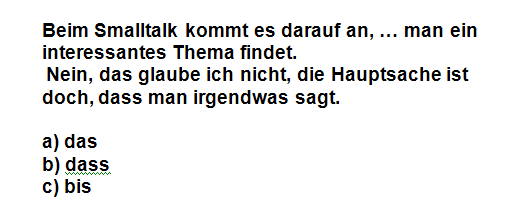 Beim Smalltalk kommt es darauf an, … man ein
interessantes Thema findet.
Nein, das glaube ich nicht, die Hauptsache ist
doch, dass man irgendwas sagt.
a) das
b) dass
c) bis